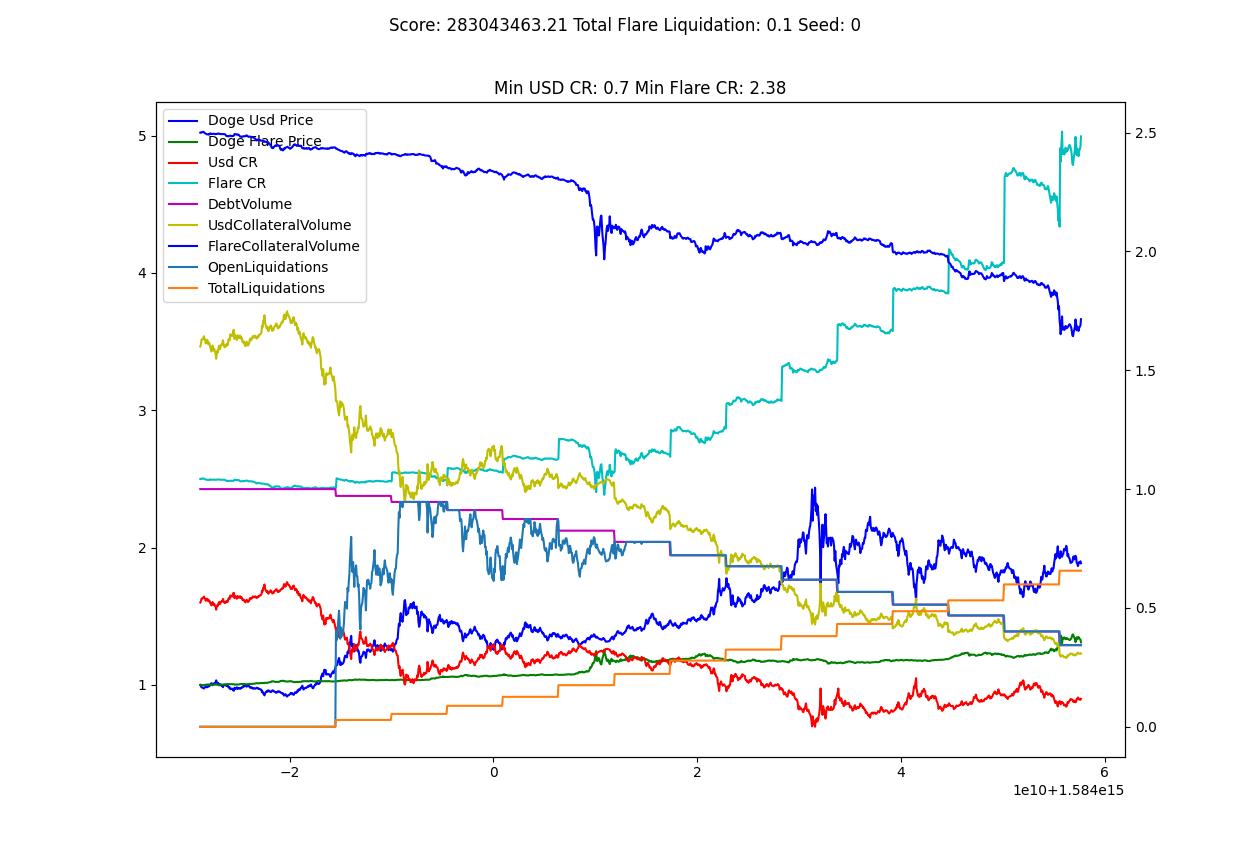 Score: 283043463.21 Total Flare Liquidation: 0.1 Seed: 0
Min USD CR: 0.7 Min Flare CR: 2.38
Doge Usd Price
Doge Flare Price
Usd CR
Flare CR
DebtVolume
UsdCollateralVolume
FlareCollateralVolume
OpenLiquidations
TotalLiquidations
5
4
3
2
1
2.5
2.0
1.5
1.0
0.5
0.0
−2 0 2 4 6
1e10+1.584e15